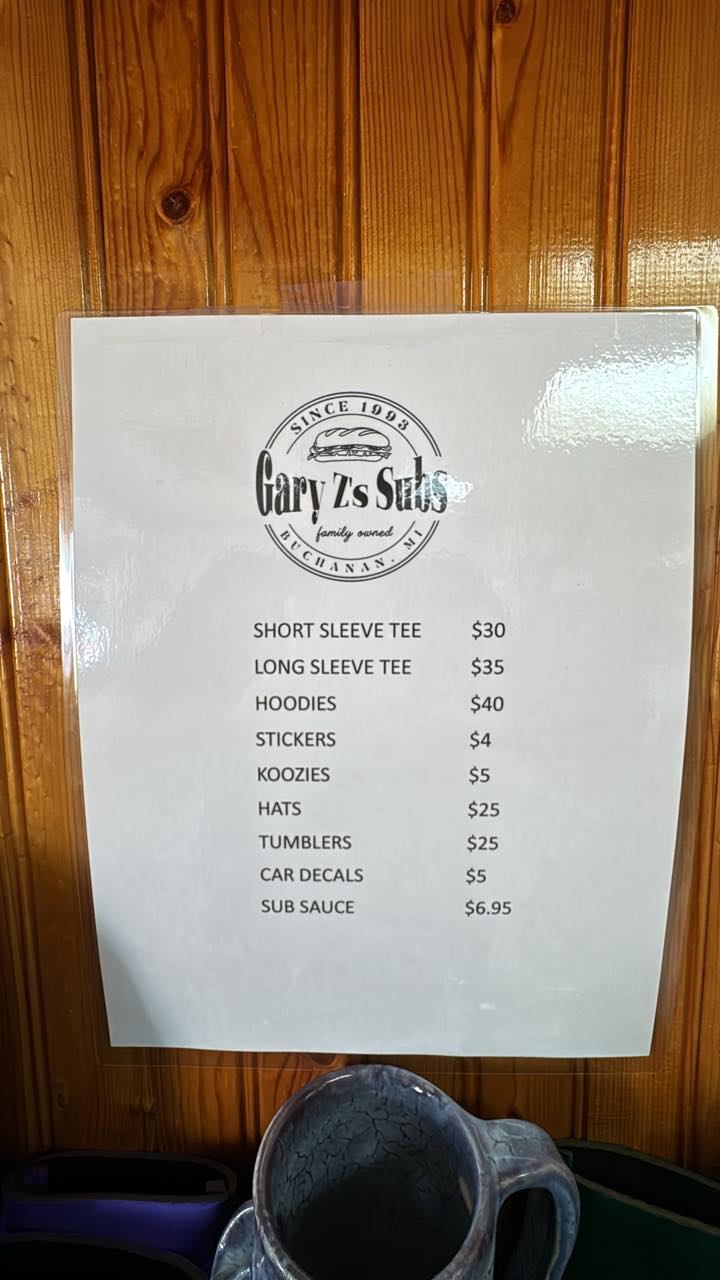 SINCE 1993
Gary Z's Subs
family owned
BUCHANAN, MI
SHORT SLEEVE TEE $30
LONG SLEEVE TEE $35
HOODIES $40
STICKERS $4
KOOZIES $5
HATS $25
TUMBLERS $25
CAR DECALS $5
SUB SAUCE $6.95